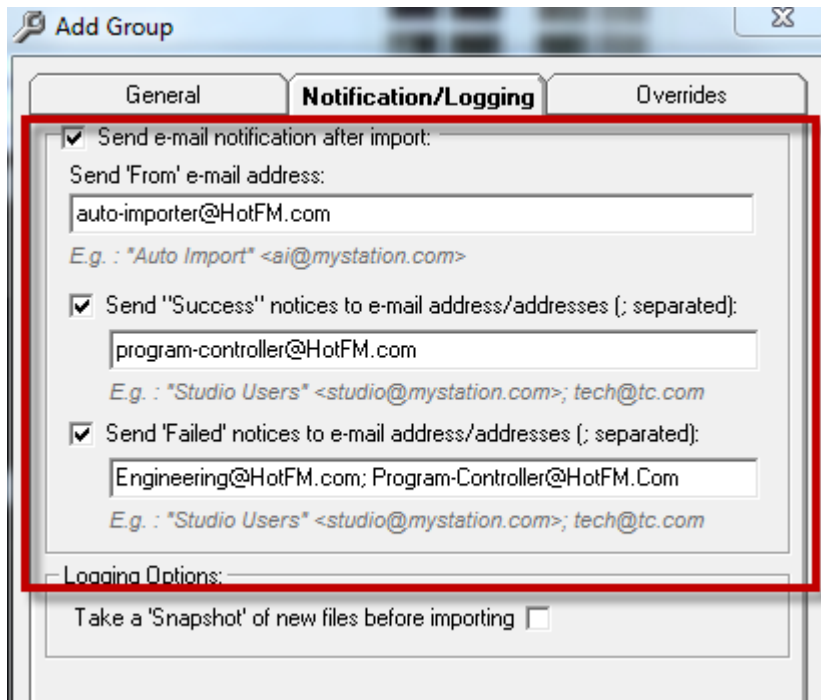 Add Group
General Notification/Logging Overrides
Send e-mail notification after import:
Send 'From' e-mail address:
auto-importer@HotFM.com
E.g. : "Auto Import" <ai@mystation.com>
Send "Success" notices to e-mail address/addresses (; separated):
program-controller@HotFM.com
E.g. : "Studio Users" <studio@mystation.com>; tech@tc.com
Send 'Failed' notices to e-mail address/addresses (; separated):
Engineering@HotFM.com; Program-Controller@HotFM.Com
E.g. : "Studio Users" <studio@mystation.com>; tech@tc.com
Logging Options:
Take a 'Snapshot' of new files before importing